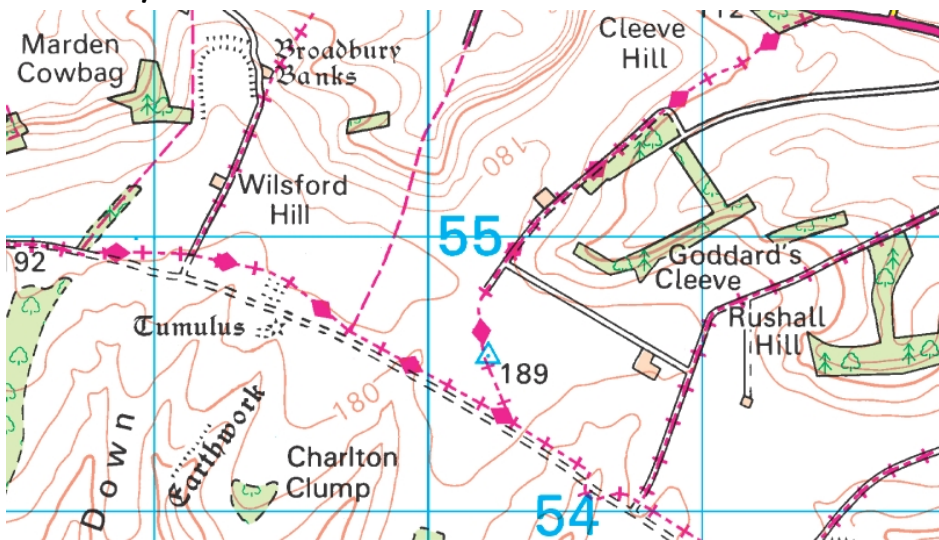 112
Marden
Cowbag
Broadbury
Banks
Cleeve
Hill
180
Wilsford
Hill
55
92
Goddard's
Cleeve
Tumulus
Rushall
Hill
189
180
Down
Earthwork
Charlton
Clump
54